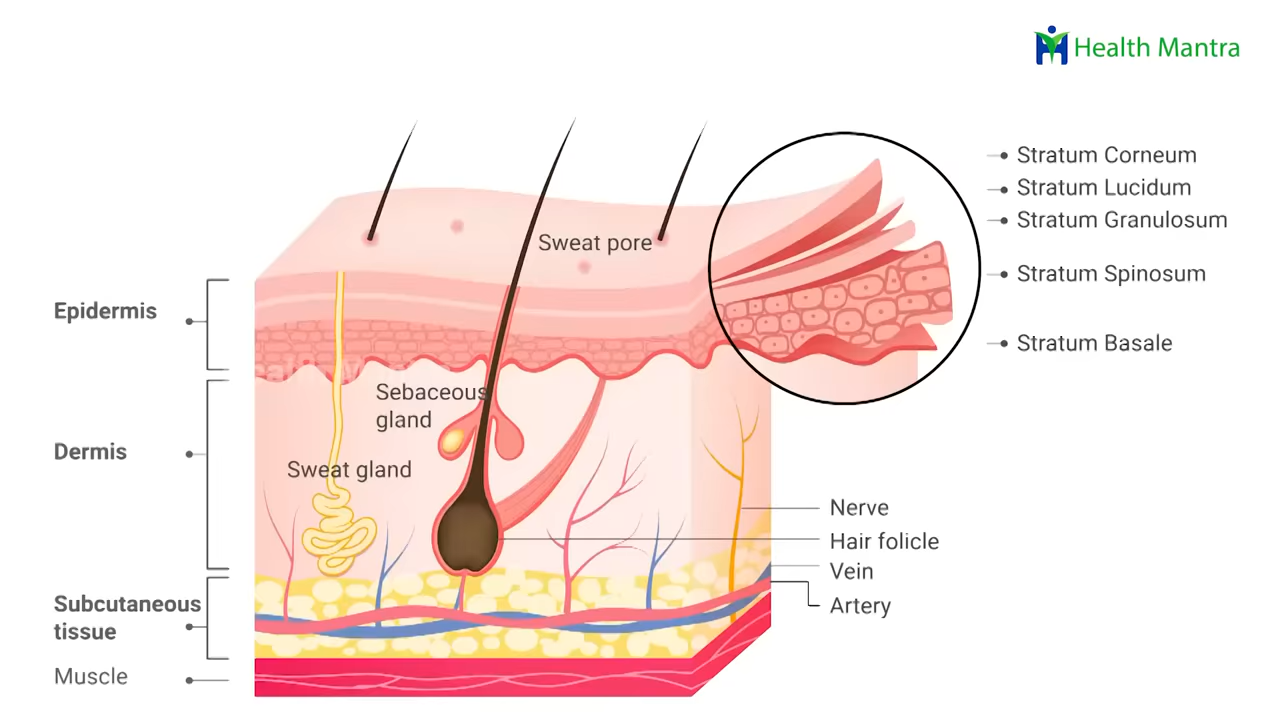 Health Mantra
Stratum Corneum
Stratum Lucidum
Stratum Granulosum
Sweat pore
Stratum Spinosum
Epidermis
Stratum Basale
Sebaceous
gland
Dermis
Sweat gland
Nerve
Hair folicle
Vein
Subcutaneous
tissue
Artery
Muscle